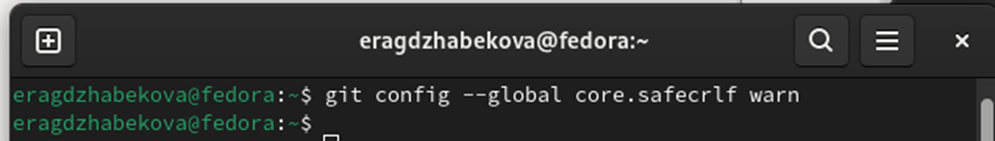 eragdzhabekova@fedora:~
eragdzhabekova@fedora:~$ git config --global core.safecrlf warn
eragdzhabekova@fedora:~$